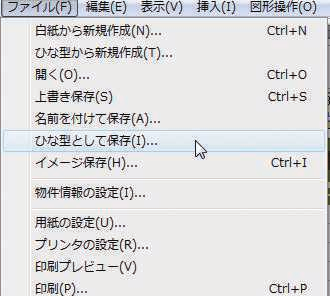 ファイル(F) 編集(E) 表示(V) 挿入(I) 図形操作(O)
白紙から新規作成(N)... Ctrl+N
ひな型から新規作成(T)...
開く(O)... Ctrl+O
上書き保存(S) Ctrl+S
名前を付けて保存(A)...
ひな型として保存(I)...
イメージ保存(H)... Ctrl+I
物件情報の設定(I)...
用紙の設定(U)...
プリンタの設定(R)...
印刷プレビュー(V)
印刷(P)... Ctrl+P